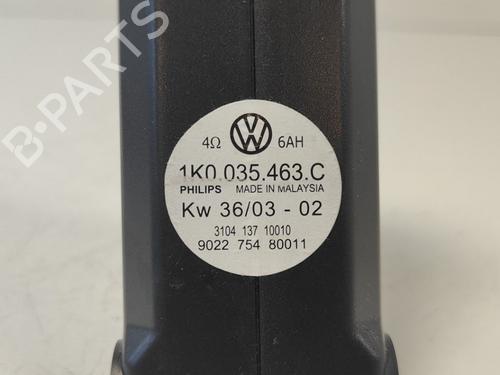 4Ω VW 6AH
1K0.035.463.C
PHILIPS MADE IN MALAYSIA
Kw 36/03 - 02
3104 137 10010
9022 754 80011